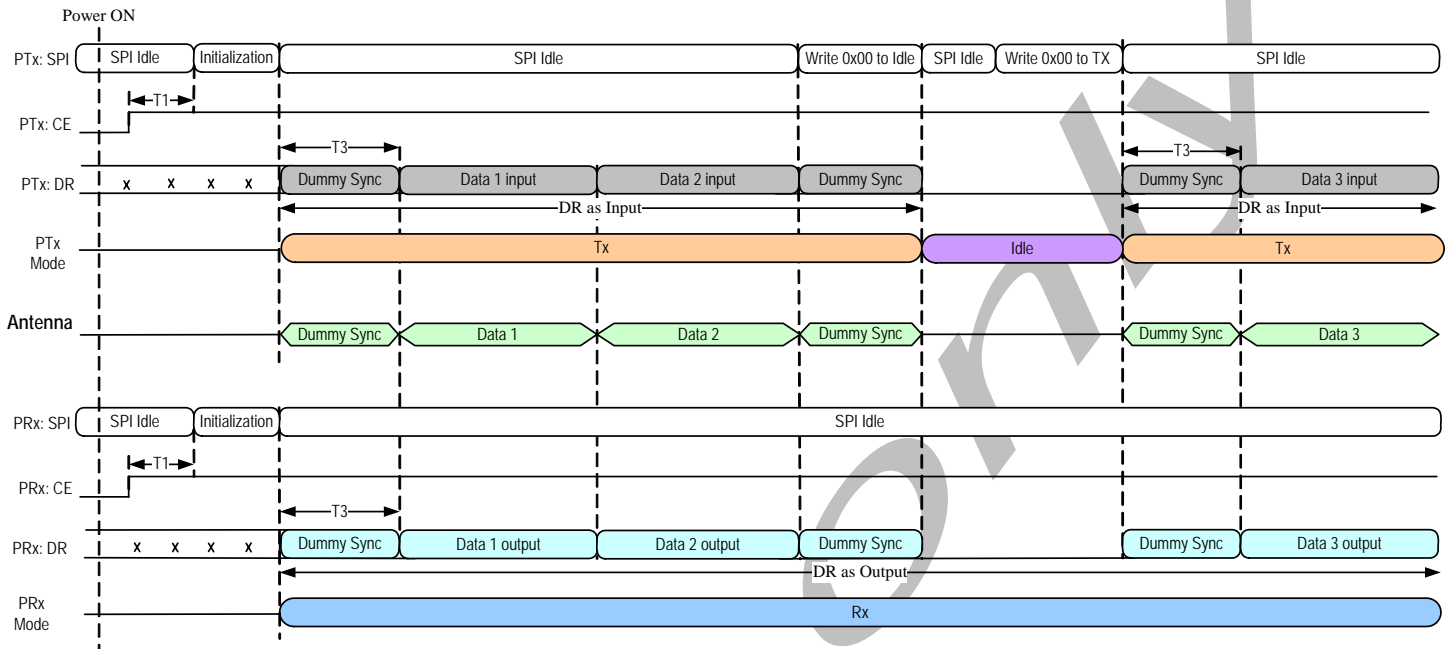 Power ON
PTx: SPI SPI Idle Initialization SPI Idle Write 0x00 to Idle SPI Idle Write 0x00 to TX SPI Idle
T1
PTx: CE
T3 T3
PTx: DR x x x x Dummy Sync Data 1 input Data 2 input Dummy Sync Dummy Sync Data 3 input
DR as Input DR as Input
PTx
Mode
Tx Idle Tx
Antenna Dummy Sync Data 1 Data 2 Dummy Sync Dummy Sync Data 3
PRx: SPI SPI Idle Initialization SPI Idle
T1
PRx: CE
T3
PRx: DR x x x x Dummy Sync Data 1 output Data 2 output Dummy Sync Dummy Sync Data 3 output
DR as Output
PRx
Mode
Rx
only